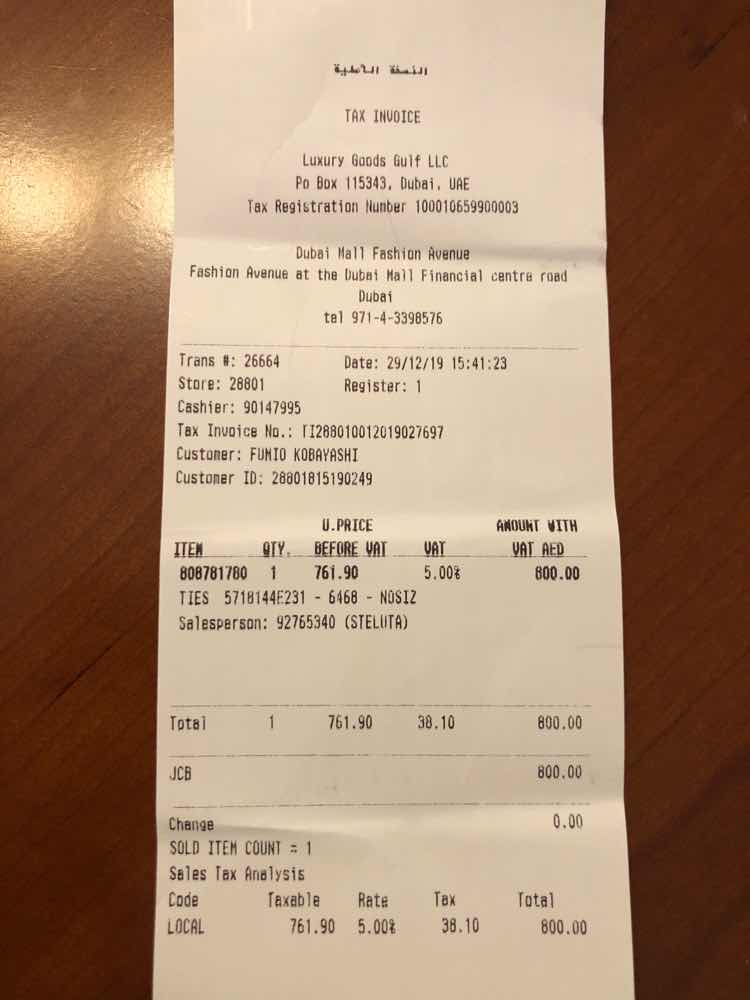 النسخة الأصلية
TAX INVOICE
Luxury Goods Gulf LLC
Po Box 115343, Dubai, UAE
Tax Registration Number 100010659900003
Dubai Mall Fashion Avenue
Fashion Avenue at the Dubai Mall Financial centre road
Dubai
tel 971-4-3398576
Trans #: 26664 Date: 29/12/19 15:41:23
Store: 28801 Register: 1
Cashier: 90147995
Tax Invoice No.: TI288010012019027697
Customer: FUMIO KOBAYASHI
Customer ID: 28801815190249
U.PRICE AMOUNT WITH
ITEM QTY. BEFORE VAT VAT VAT AED
808781780 1 761.90 5.00% 800.00
TIES 5718144E231 - 6468 - NOSIZ
Salesperson: 92765340 (STELUTA)
Total 1 761.90 38.10 800.00
JCB 800.00
Change 0.00
SOLD ITEM COUNT = 1
Sales Tax Analysis
Code Taxable Rate Tax Total
LOCAL 761.90 5.00% 38.10 800.00